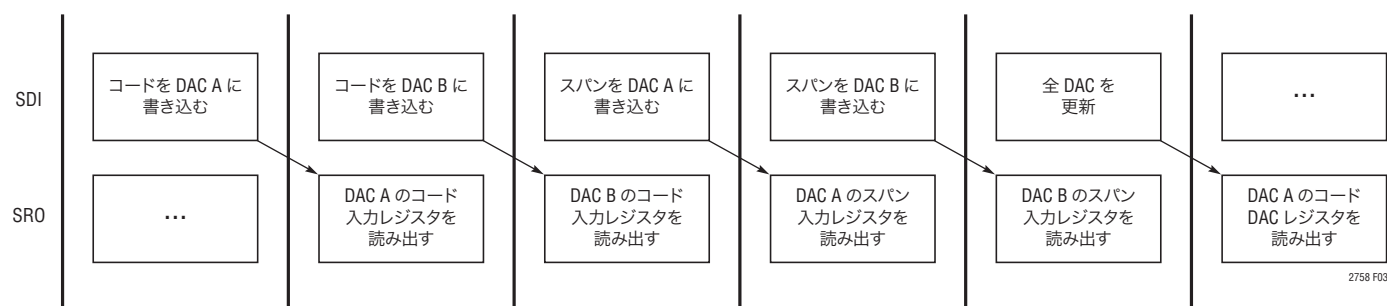 SDI
コードを DAC A に
書き込む
コードを DAC B に
書き込む
スパンを DAC A に
書き込む
スパンを DAC B に
書き込む
全 DAC を
更新
...
SRO
...
DAC A のコード
入力レジスタを
読み出す
DAC B のコード
入力レジスタを
読み出す
DAC A のスパン
入力レジスタを
読み出す
DAC B のスパン
入力レジスタを
読み出す
DAC A のコード
DAC レジスタを
読み出す
2758 F03